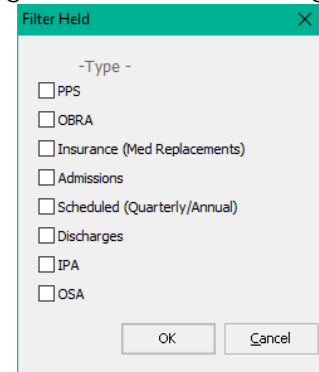 Filter Held
-Type -
PPS
OBRA
Insurance (Med Replacements)
Admissions
Scheduled (Quarterly/Annual)
Discharges
IPA
OSA
OK Cancel